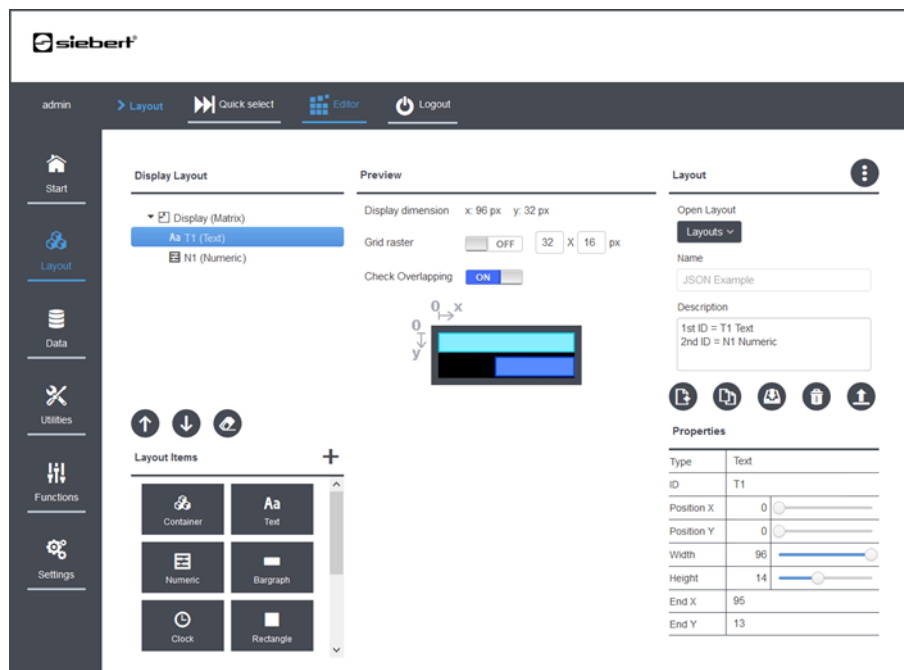 siebert®
admin
Layout
Quick select
Editor
Logout
Start
Layout
Data
Utilities
Functions
Settings
Display Layout
Display (Matrix)
Aa T1 (Text)
N1 (Numeric)
Layout Items
Container
Aa
Text
Numeric
Bargraph
Clock
Rectangle
Preview
Display dimension x: 96 px y: 32 px
Grid raster OFF 32 X 16 px
Check Overlapping ON
0 x
0
y
Layout
Open Layout
Layouts
Name
JSON Example
Description
1st ID = T1 Text
2nd ID = N1 Numeric
Properties
Type Text
ID T1
Position X 0
Position Y 0
Width 96
Height 14
End X 95
End Y 13